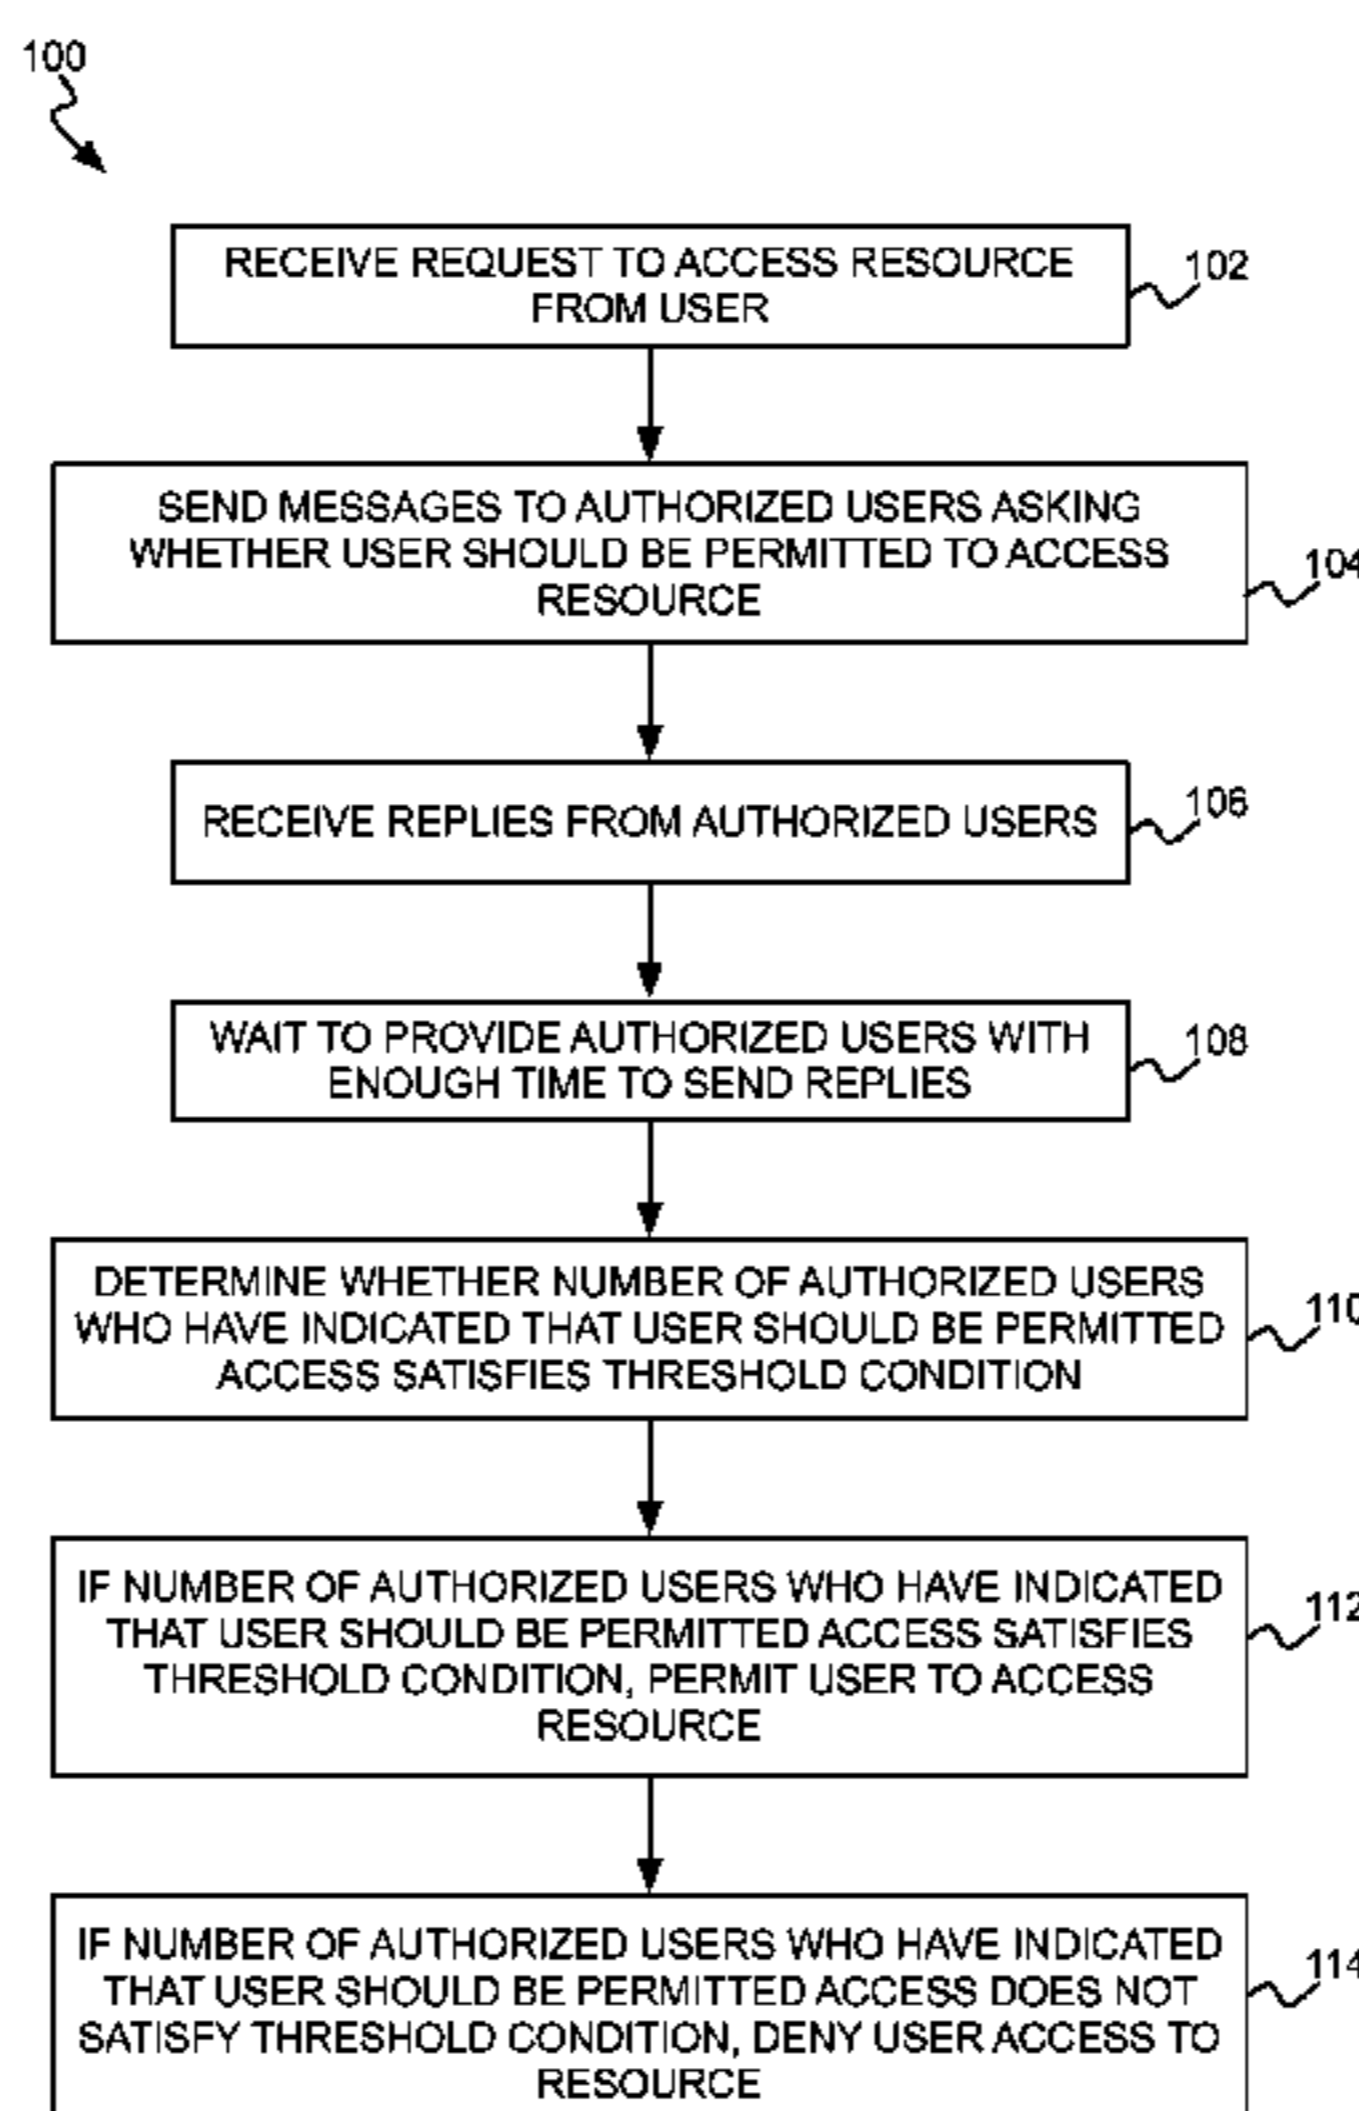 100
RECEIVE REQUEST TO ACCESS RESOURCE
FROM USER
102
SEND MESSAGES TO AUTHORIZED USERS ASKING
WHETHER USER SHOULD BE PERMITTED TO ACCESS
RESOURCE
104
RECEIVE REPLIES FROM AUTHORIZED USERS
106
WAIT TO PROVIDE AUTHORIZED USERS WITH
ENOUGH TIME TO SEND REPLIES
108
DETERMINE WHETHER NUMBER OF AUTHORIZED USERS
WHO HAVE INDICATED THAT USER SHOULD BE PERMITTED
ACCESS SATISFIES THRESHOLD CONDITION
110
IF NUMBER OF AUTHORIZED USERS WHO HAVE INDICATED
THAT USER SHOULD BE PERMITTED ACCESS SATISFIES
THRESHOLD CONDITION, PERMIT USER TO ACCESS
RESOURCE
112
IF NUMBER OF AUTHORIZED USERS WHO HAVE INDICATED
THAT USER SHOULD BE PERMITTED ACCESS DOES NOT
SATISFY THRESHOLD CONDITION, DENY USER ACCESS TO
RESOURCE
114